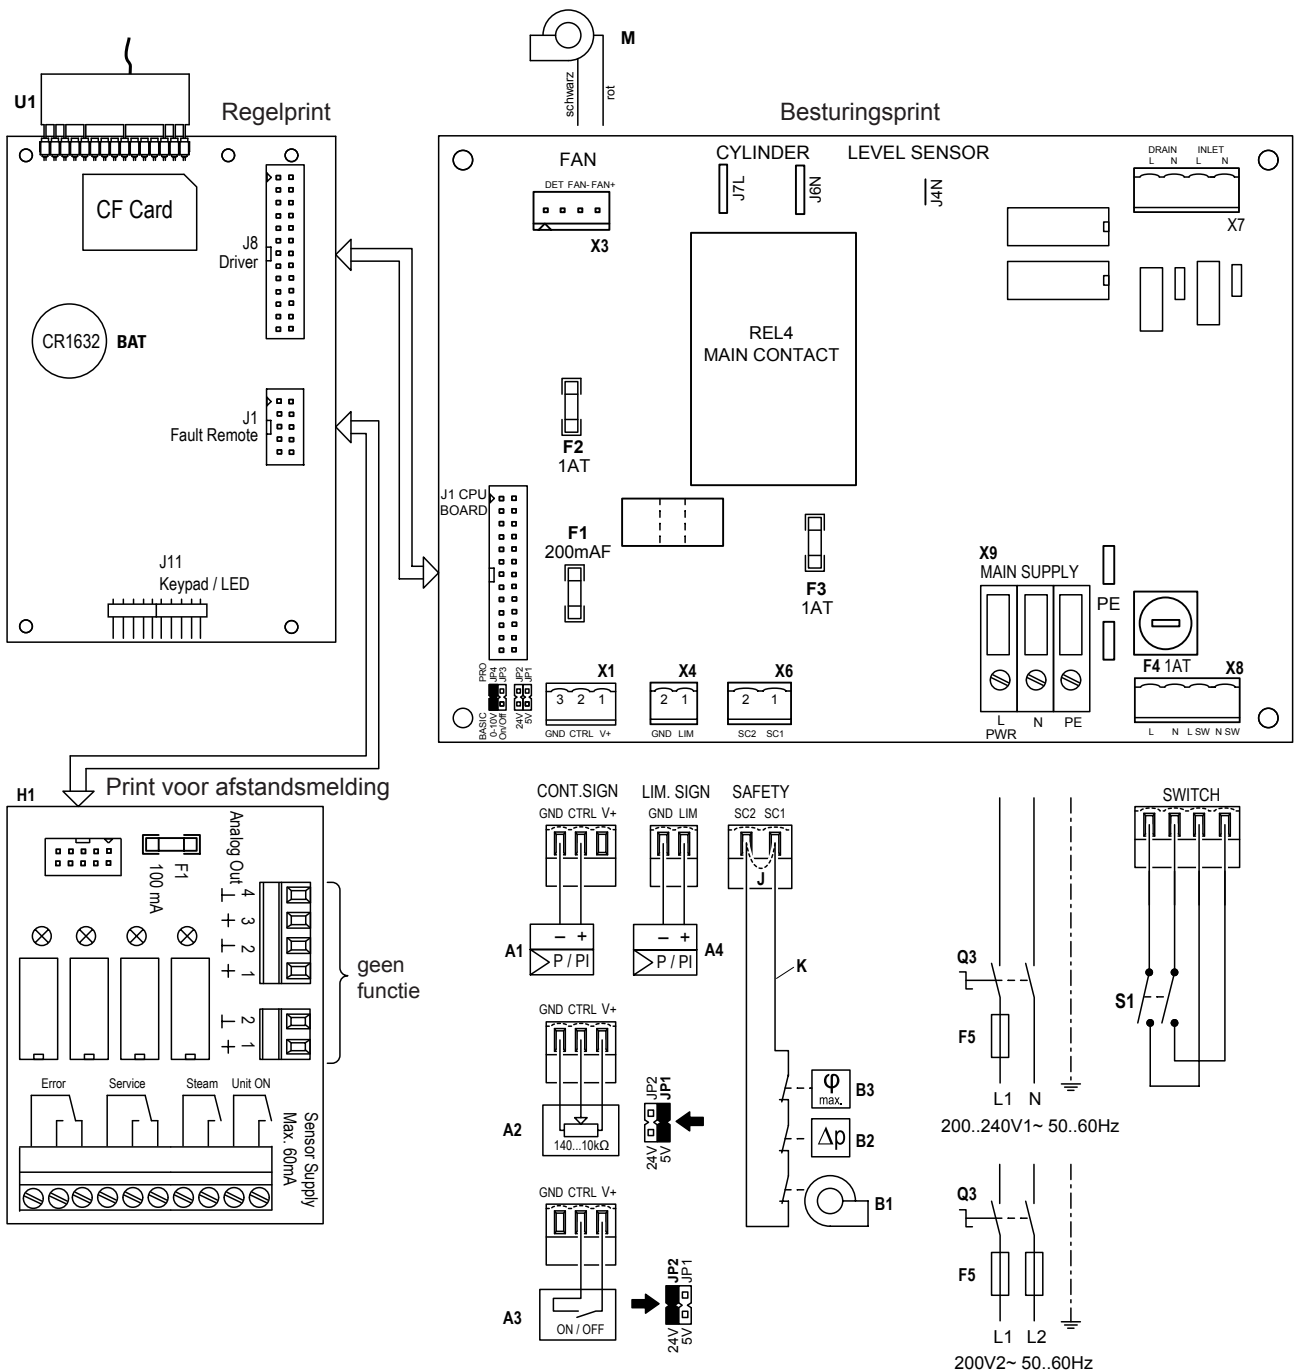 M
U1
Regelprint
schwarz
rot
Besturingsprint
CF Card
J8
Driver
CR1632
BAT
J1
Fault Remote
J11
Keypad / LED
FAN
DET FAN- FAN+
X3
CYLINDER
J7L
J6N
LEVEL SENSOR
J4N
DRAIN
INLET
L N L N
X7
REL4
MAIN CONTACT
F2
1AT
J1 CPU
BOARD
F1
200mAF
F3
1AT
X9
MAIN SUPPLY
PE
F4 1AT
X8
PRO
JP4
JP3
JP2
JP1
BASIC
0-10V
On/Off
24V
5V
X1
3 2 1
GND CTRL V+
X4
2 1
GND LIM
X6
2 1
SC2 SC1
L
PWR
N
PE
L N L SW N SW
H1
Print voor afstandsmelding
F1
100 mA
Analog Out
4
⊥
3
+
2
⊥
1
+
2
⊥
1
+
geen
functie
Error
Service
Steam
Unit ON
Sensor Supply
Max. 60mA
CONT.SIGN
GND CTRL V+
A1
– +
P / PI
LIM. SIGN
GND LIM
– +
P / PI
A4
SAFETY
SC2 SC1
J
K
φ
max.
B3
Δp
B2
B1
GND CTRL V+
A2
140...10kΩ
JP2
JP1
24V
5V
GND CTRL V+
A3
ON / OFF
JP2
JP1
24V
5V
Q3
F5
L1 N
200..240V1~ 50..60Hz
Q3
F5
L1 L2
200V2~ 50..60Hz
SWITCH
S1